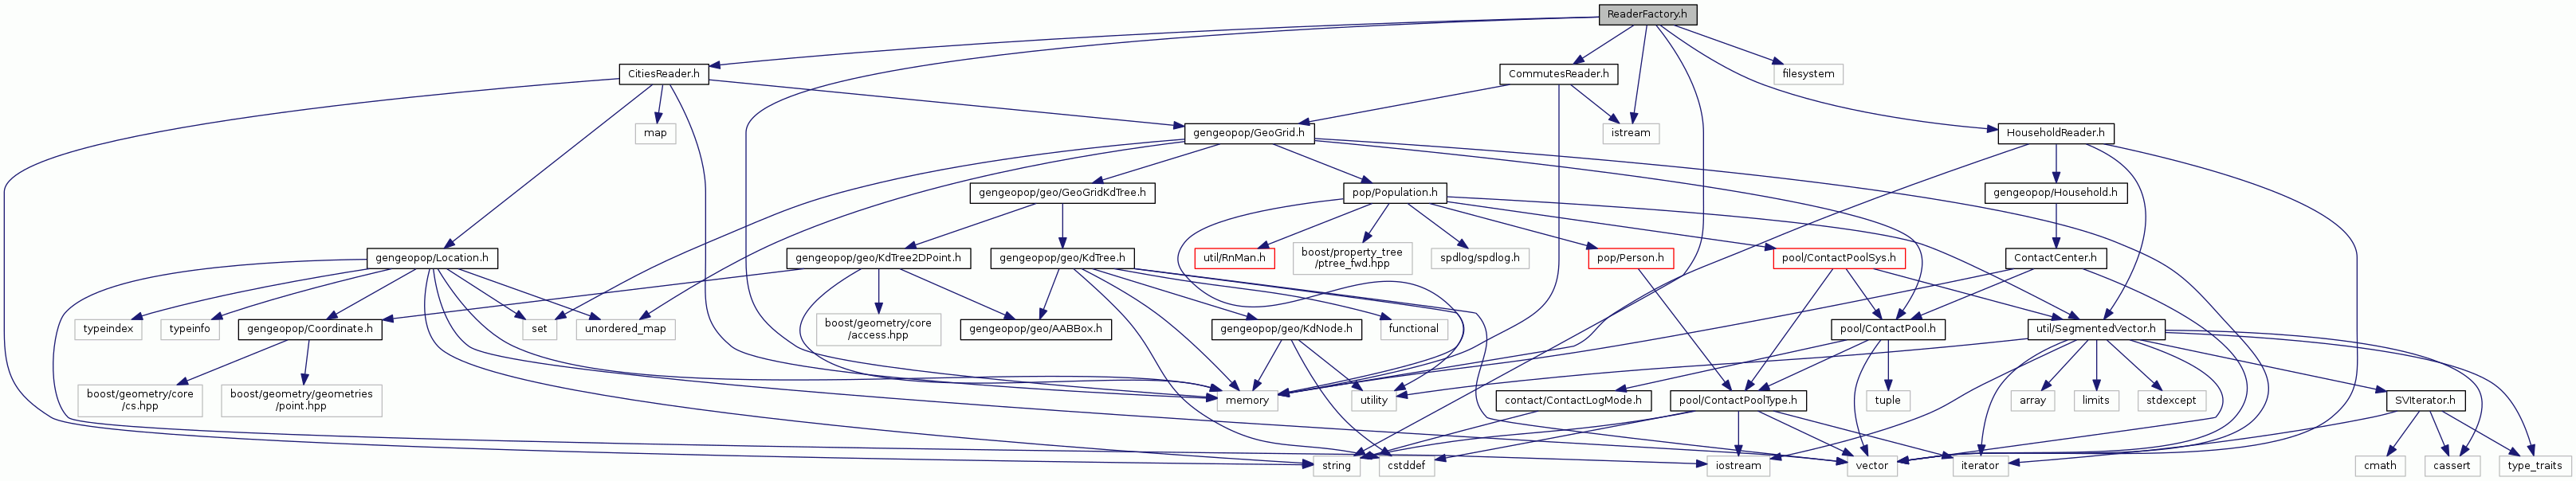 ReaderFactory.h
CitiesReader.h
CommutesReader.h
filesystem
map
gengeopop/GeoGrid.h
istream
HouseholdReader.h
gengeopop/geo/GeoGridKdTree.h
pop/Population.h
gengeopop/Household.h
gengeopop/Location.h
gengeopop/geo/KdTree2DPoint.h
gengeopop/geo/KdTree.h
util/RnMan.h
boost/property_tree
/ptree_fwd.hpp
spdlog/spdlog.h
pop/Person.h
pool/ContactPoolSys.h
ContactCenter.h
typeindex
typeinfo
gengeopop/Coordinate.h
set
unordered_map
boost/geometry/core
/access.hpp
gengeopop/geo/AABBox.h
gengeopop/geo/KdNode.h
functional
pool/ContactPool.h
util/SegmentedVector.h
boost/geometry/core
/cs.hpp
boost/geometry/geometries
/point.hpp
memory
utility
contact/ContactLogMode.h
pool/ContactPoolType.h
tuple
array
limits
stdexcept
SVIterator.h
string
cstddef
iostream
vector
iterator
cmath
cassert
type_traits